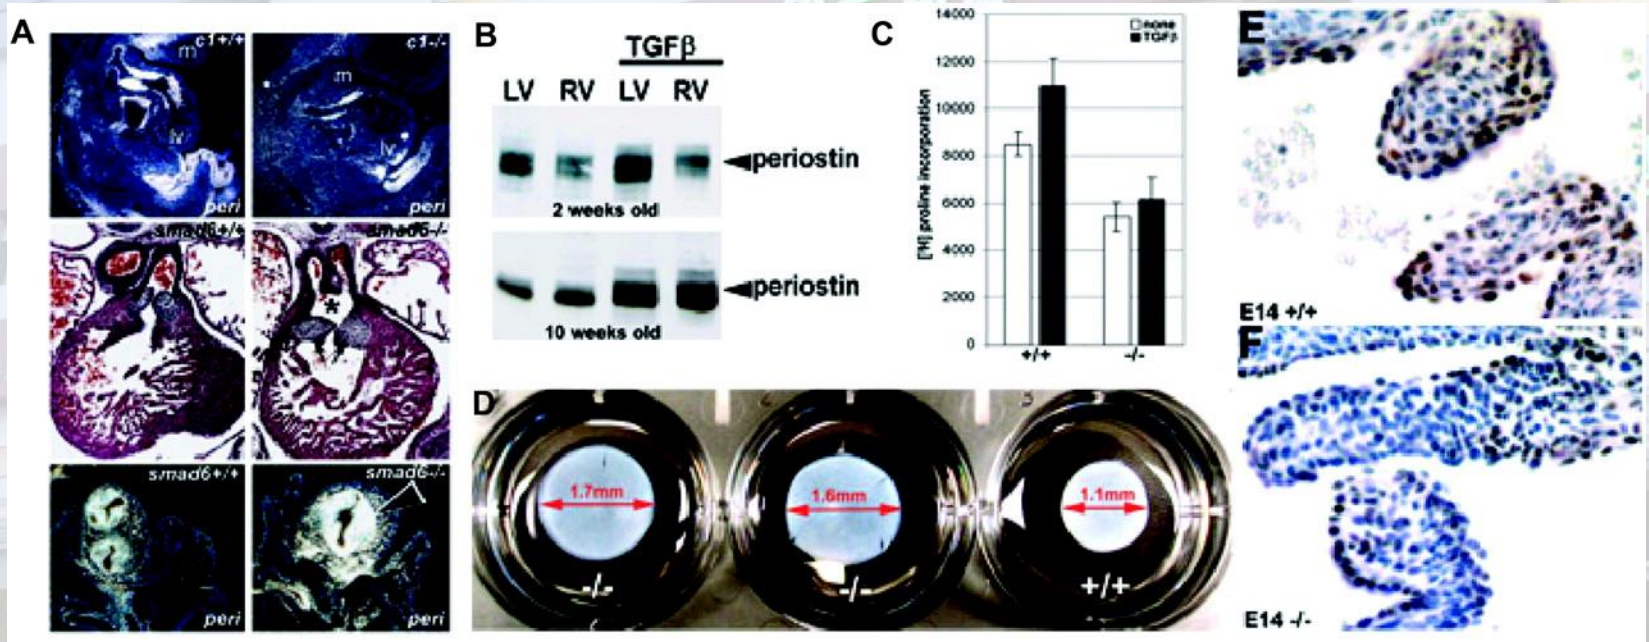 A
c1+/+
m
lv
peri
c1-/-
m
lv
peri
smad6+/+
smad6-/-
*
smad6+/+
peri
smad6-/-
v
peri
B
TGFβ
LV RV LV RV
periostin
2 weeks old
periostin
10 weeks old
C
none
TGFβ
[³H] proline incorporation
14000
12000
10000
8000
6000
4000
2000
0
+/+ -/-
D
1.7mm
-/-
1.6mm
-/-
1.1mm
+/+
E
E14 +/+
F
E14 -/-